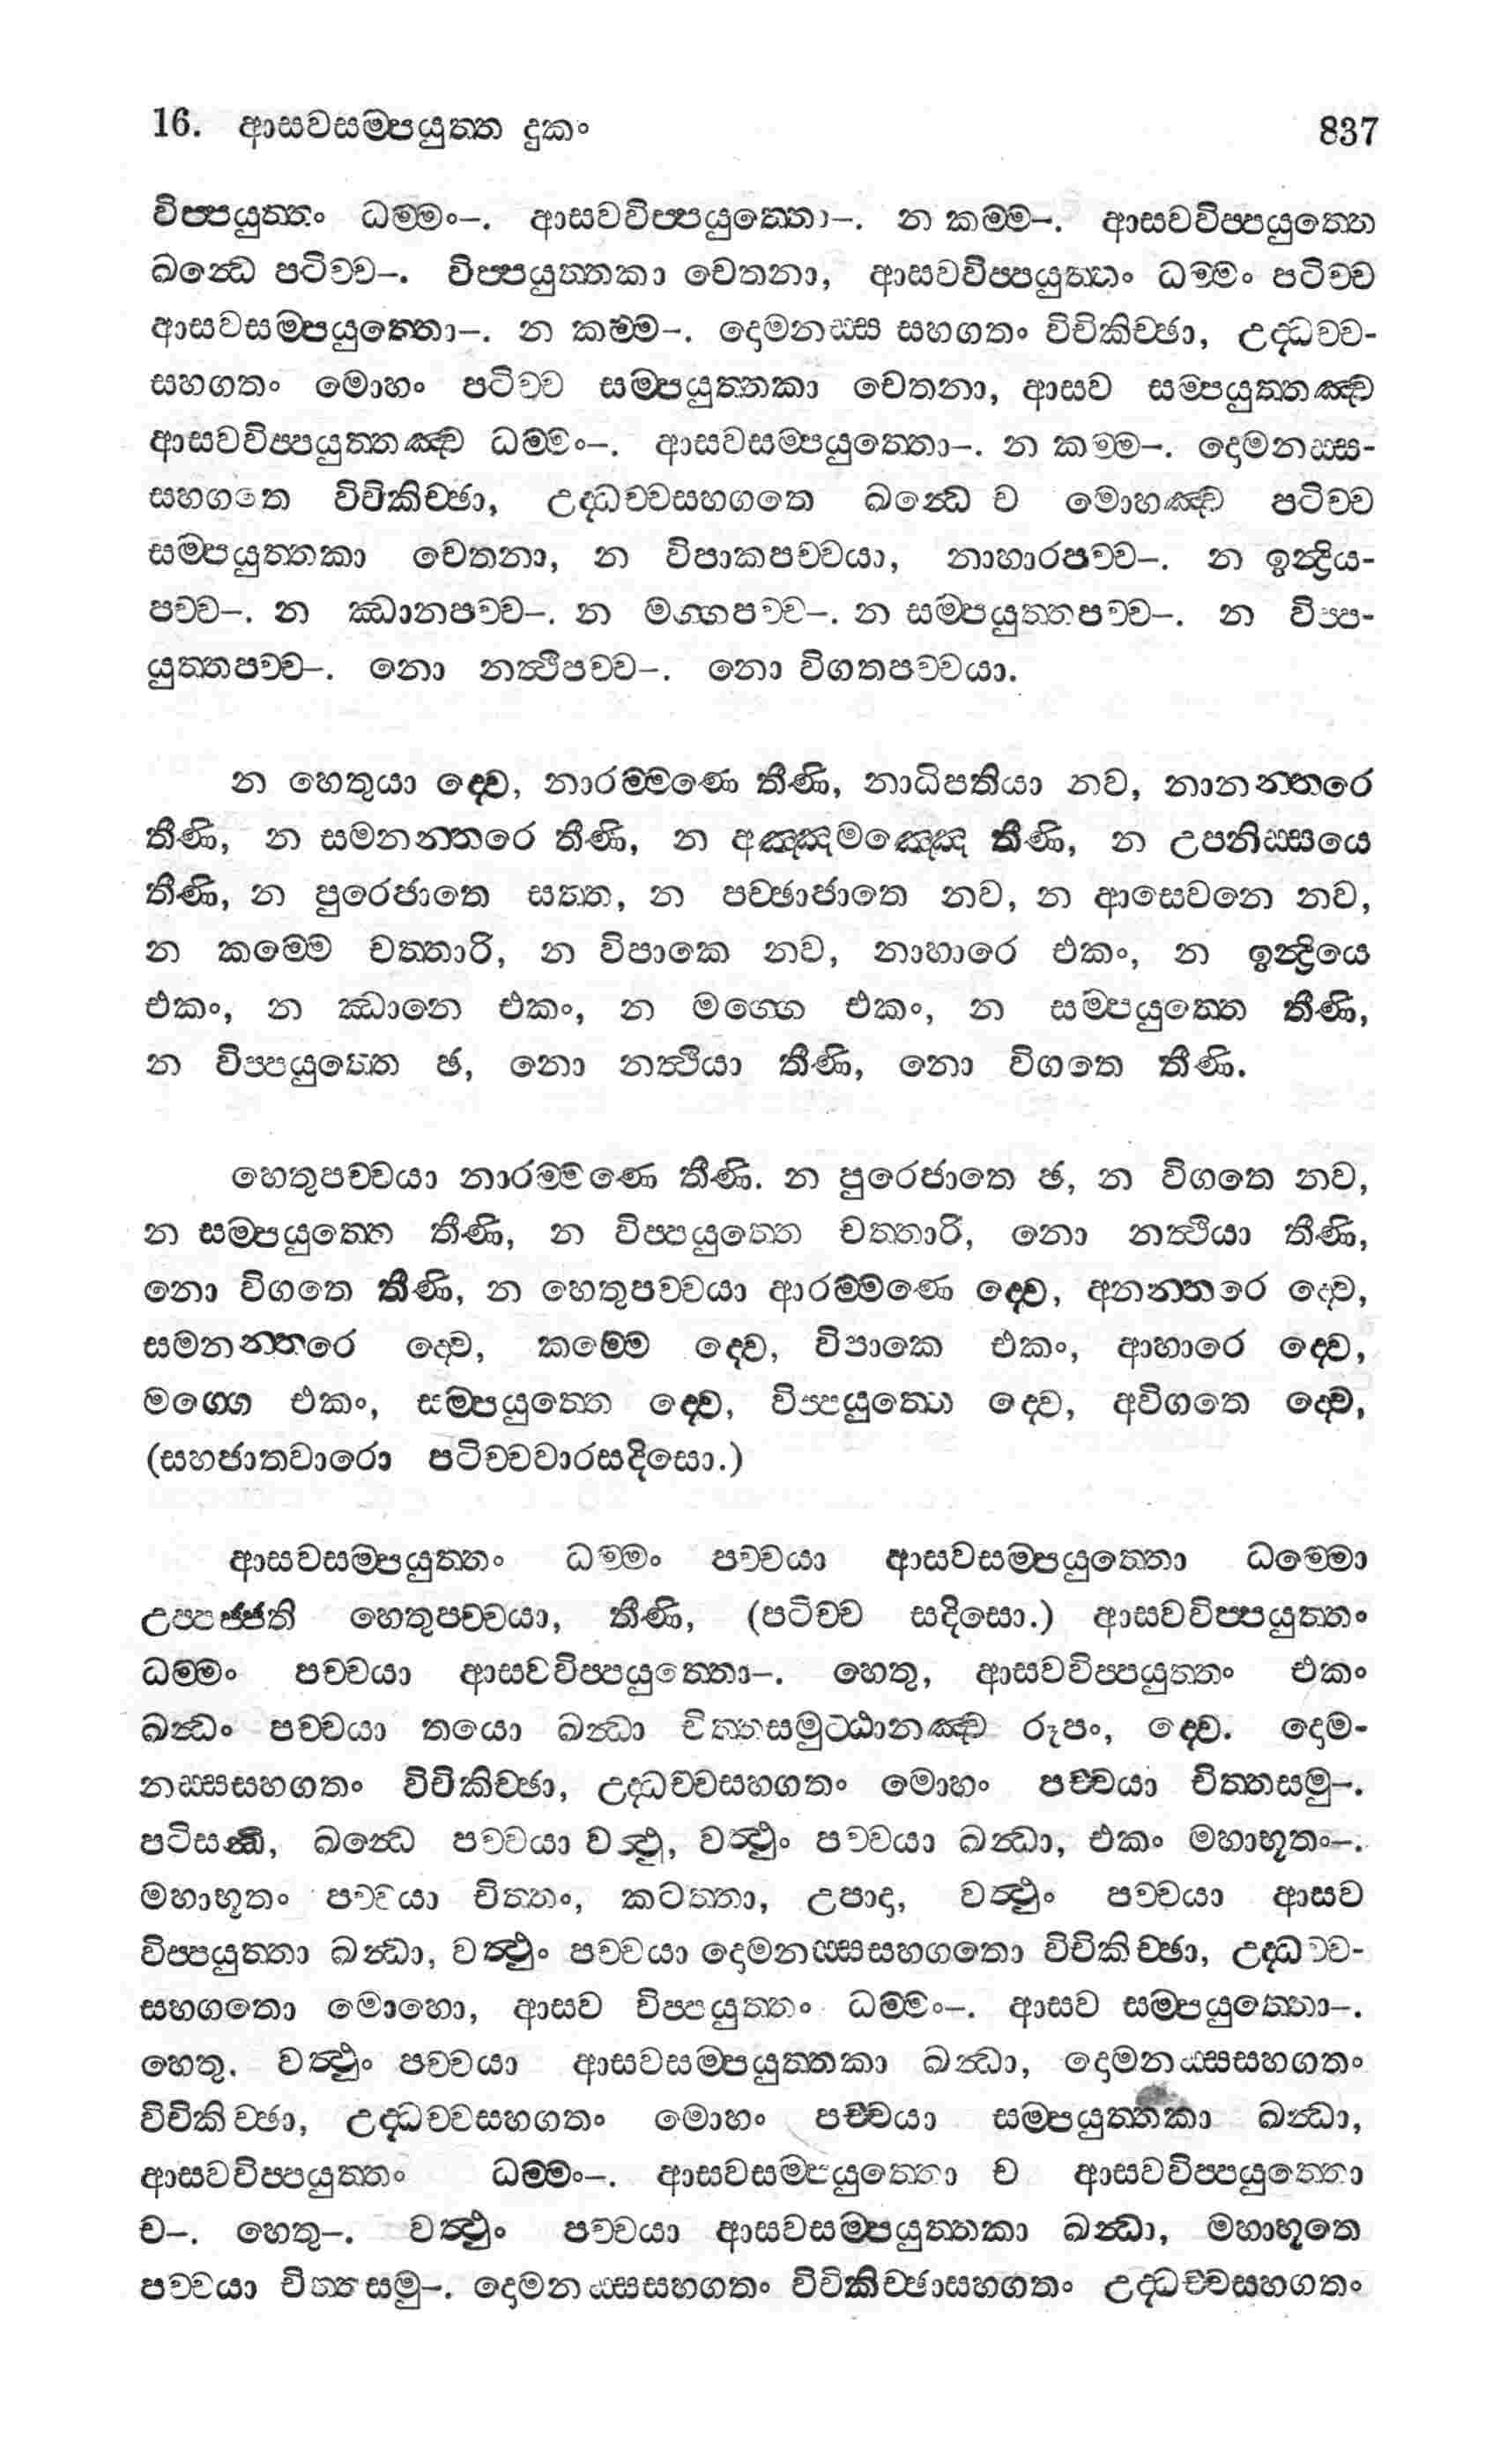 16. ආසවසම්පයුත්ත දුකං 837
විප්පයුත්තං ධම්මං–. ආසවවිප්පයුත්තො–. න කම්ම–. ආසවවිප්පයුත්තෙ
ඛන්ධෙ පටිච්ච–. විප්පයුත්තකා චෙතනා, ආසවවිප්පයුත්තං ධම්මං පටිච්ච
ආසවසම්පයුත්තො–. න කම්ම–. දොමනස්ස සහගතං විචිකිච්ඡා, උද්ධච්ච-
සහගතං මොහං පටිච්ච සම්පයුත්තකා චෙතනා, ආසව සම්පයුත්තඤ්ච
ආසවවිප්පයුත්තඤ්ච ධම්මං–. ආසවසම්පයුත්තො–. න කම්ම–. දොමනස්ස-
සහගතෙ විචිකිච්ඡා, උද්ධච්චසහගතෙ ඛන්ධෙ ච මොහඤ්ච පටිච්ච
සම්පයුත්තකා චෙතනා, න විපාකපච්චයා, නාහාරපච්ච–. න ඉන්ද්‍රිය-
පච්ච–. න ඣානපච්ච–. න මග්ගපච්ච–. න සම්පයුත්තපච්ච–. න විප්ප-
යුත්තපච්ච–. නො නත්ථිපච්ච–. නො විගතපච්චයා.
න හෙතුයා ද්වෙ, නාරම්මණෙ තීණි, නාධිපතියා නව, නානන්තරෙ
තීණි, න සමනන්තරෙ තීණි, න අඤ්ඤමඤ්ඤෙ තීණි, න උපනිස්සයෙ
තීණි, න පුරෙජාතෙ සත්ත, න පච්ඡාජාතෙ නව, න ආසෙවනෙ නව,
න කම්මෙ චත්තාරි, න විපාකෙ නව, නාහාරෙ එකං, න ඉන්ද්‍රියෙ
එකං, න ඣානෙ එකං, න මග්ගෙ එකං, න සම්පයුත්තෙ තීණි,
න විප්පයුත්තෙ ඡ, නො නත්ථියා තීණි, නො විගතෙ තීණි.
හෙතුපච්චයා නාරම්මණෙ තීණි. න පුරෙජාතෙ ඡ, න විගතෙ නව,
න සම්පයුත්තෙ තීණි, න විප්පයුත්තෙ චත්තාරි, නො නත්ථියා තීණි,
නො විගතෙ තීණි, න හෙතුපච්චයා ආරම්මණෙ ද්වෙ, අනන්තරෙ ද්වෙ,
සමනන්තරෙ ද්වෙ, කම්මෙ ද්වෙ, විපාකෙ එකං, ආහාරෙ ද්වෙ,
මග්ගෙ එකං, සම්පයුත්තෙ ද්වෙ, විප්පයුත්තෙ ද්වෙ, අවිගතෙ ද්වෙ,
(සහජාතවාරො පටිච්චවාරසදිසො.)
ආසවසම්පයුත්තං ධම්මං පච්චයා ආසවසම්පයුත්තො ධම්මො
උප්පජ්ජති හෙතුපච්චයා, තීණි, (පටිච්ච සදිසො.) ආසවවිප්පයුත්තං
ධම්මං පච්චයා ආසවවිප්පයුත්තො–. හෙතු, ආසවවිප්පයුත්තං එකං
ඛන්ධං පච්චයා තයො ඛන්ධා චිත්තසමුට්ඨානඤ්ච රූපං, ද්වෙ. දොම-
නස්සසහගතං විචිකිච්ඡා, උද්ධච්චසහගතං මොහං පච්චයා චිත්තසමු–.
පටිසන්ධි, ඛන්ධෙ පච්චයා වත්ථු, වත්ථුං පච්චයා ඛන්ධා, එකං මහාභූතං–.
මහාභූතං පච්චයා චිත්තං, කටත්තා, උපාදා, වත්ථුං පච්චයා ආසව
විප්පයුත්තා ඛන්ධා, වත්ථුං පච්චයා දොමනස්සසහගතො විචිකිච්ඡා, උද්ධච්ච-
සහගතො මොහො, ආසව විප්පයුත්තං ධම්මං–. ආසව සම්පයුත්තො–.
හෙතු. වත්ථුං පච්චයා ආසවසම්පයුත්තකා ඛන්ධා, දොමනස්සසහගතං
විචිකිච්ඡා, උද්ධච්චසහගතං මොහං පච්චයා සම්පයුත්තකා ඛන්ධා,
ආසවවිප්පයුත්තං ධම්මං–. ආසවසම්පයුත්තො ච ආසවවිප්පයුත්තො
ච–. හෙතු–. වත්ථුං පච්චයා ආසවසම්පයුත්තකා ඛන්ධා, මහාභූතෙ
පච්චයා චිත්තසමු–. දොමනස්සසහගතං විචිකිච්ඡාසහගතං උද්ධච්චසහගතං